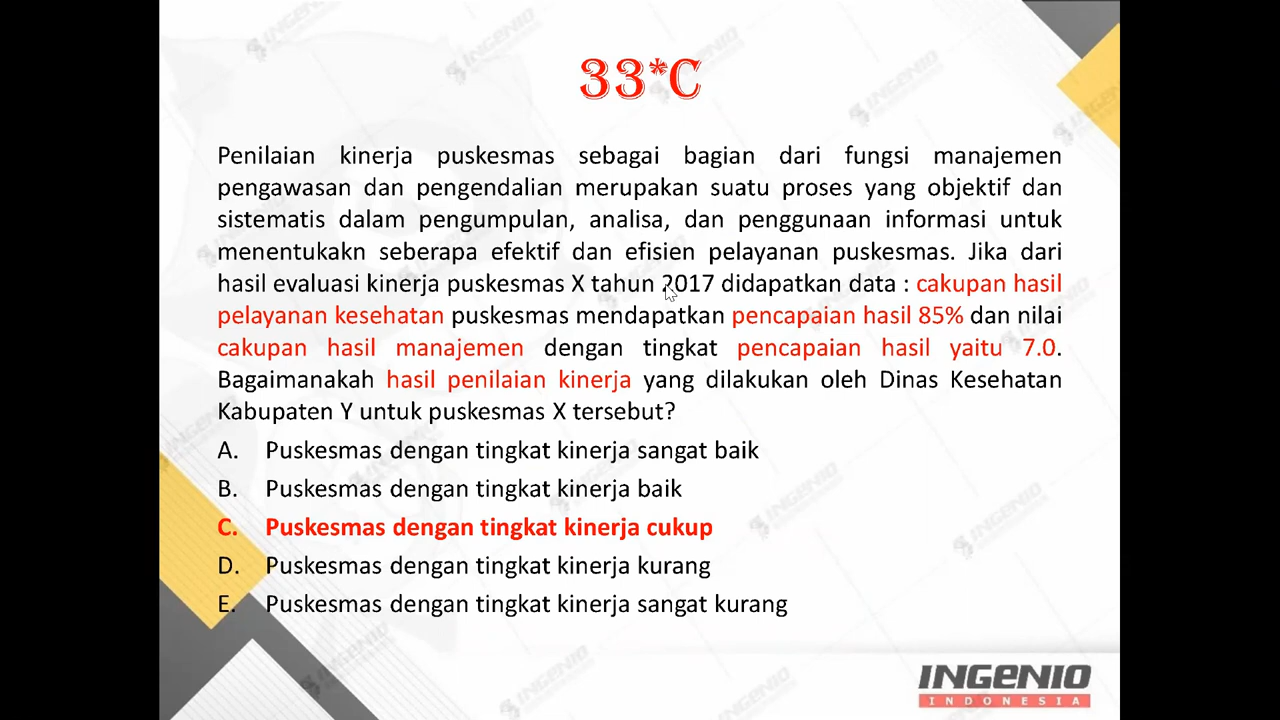 33*C
Penilaian kinerja puskesmas sebagai bagian dari fungsi manajemen
pengawasan dan pengendalian merupakan suatu proses yang objektif dan
sistematis dalam pengumpulan, analisa, dan penggunaan informasi untuk
menentukakn seberapa efektif dan efisien pelayanan puskesmas. Jika dari
hasil evaluasi kinerja puskesmas X tahun 2017 didapatkan data : cakupan hasil
pelayanan kesehatan puskesmas mendapatkan pencapaian hasil 85% dan nilai
cakupan hasil manajemen dengan tingkat pencapaian hasil yaitu 7.0.
Bagaimanakah hasil penilaian kinerja yang dilakukan oleh Dinas Kesehatan
Kabupaten Y untuk puskesmas X tersebut?
A. Puskesmas dengan tingkat kinerja sangat baik
B. Puskesmas dengan tingkat kinerja baik
C. Puskesmas dengan tingkat kinerja cukup
D. Puskesmas dengan tingkat kinerja kurang
E. Puskesmas dengan tingkat kinerja sangat kurang
INGENIO
INDONESIA